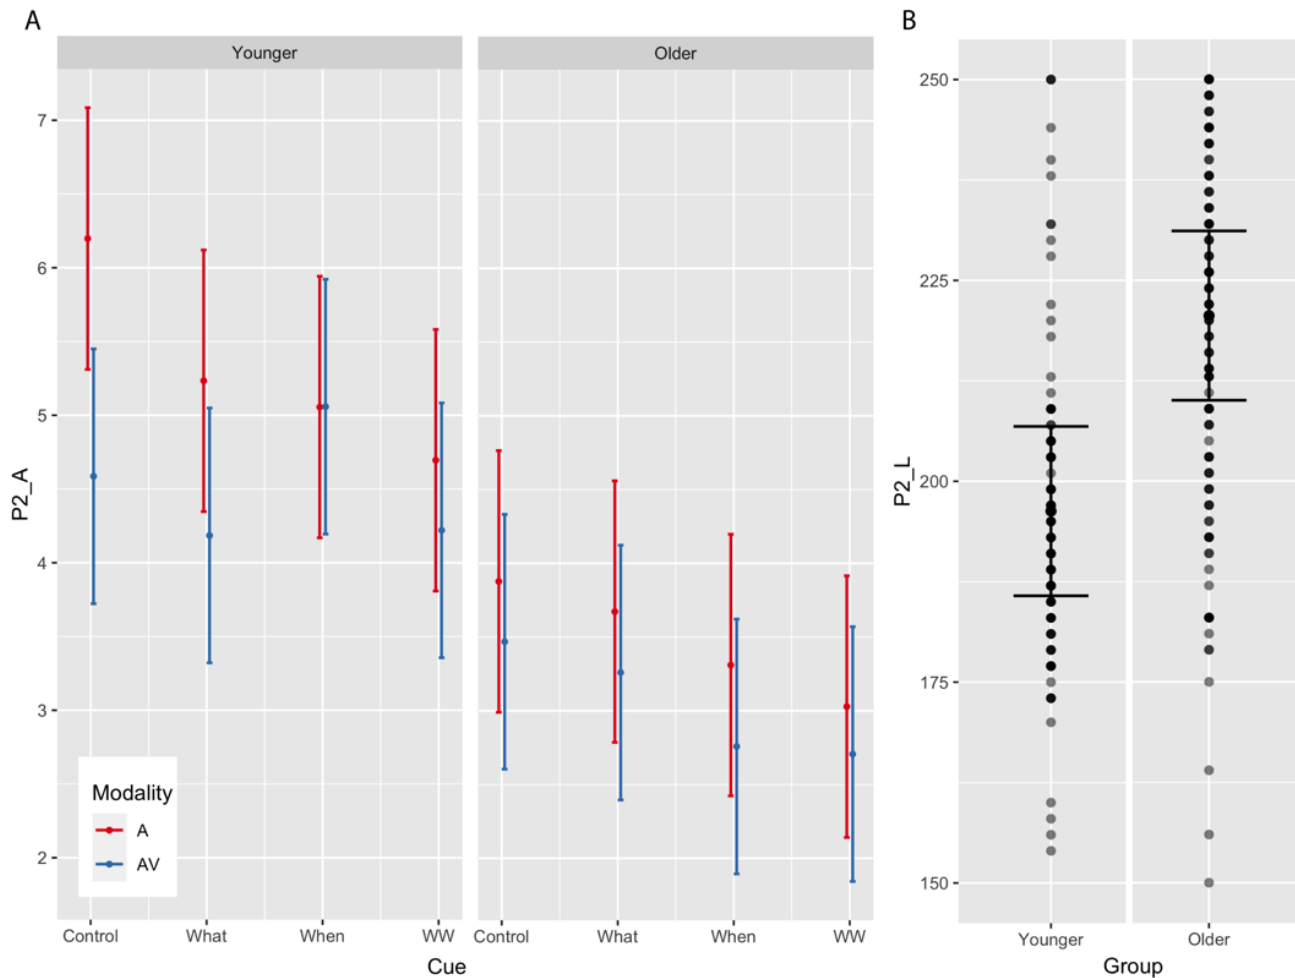 A
Younger
Older
7
6
5
4
3
2
P2_A
Modality
A
AV
Control
What
When
WW
Control
What
When
WW
Cue
B
250
225
200
175
150
P2_L
Younger
Older
Group